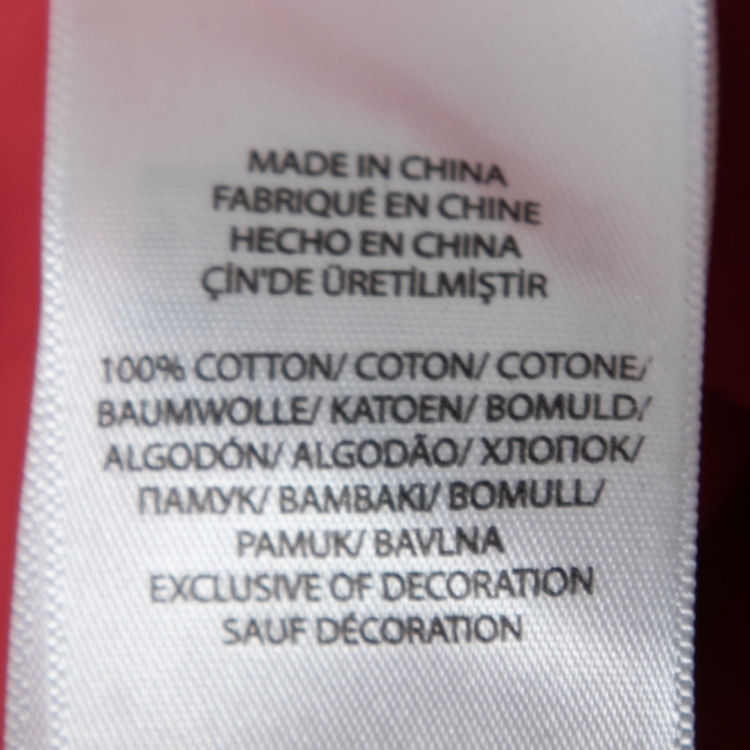 MADE IN CHINA
FABRIQUÉ EN CHINE
HECHO EN CHINA
ÇİN'DE ÜRETİLMİŞTİR
100% COTTON/ COTON/ COTONE/
BAUMWOLLE/ KATOEN/ BOMULD/
ALGODÓN/ ALGODÃO/ ХЛОПОК/
ПАМУК/ BAMBAKI/ BOMULL/
PAMUK/ BAVLNA
EXCLUSIVE OF DECORATION
SAUF DÉCORATION